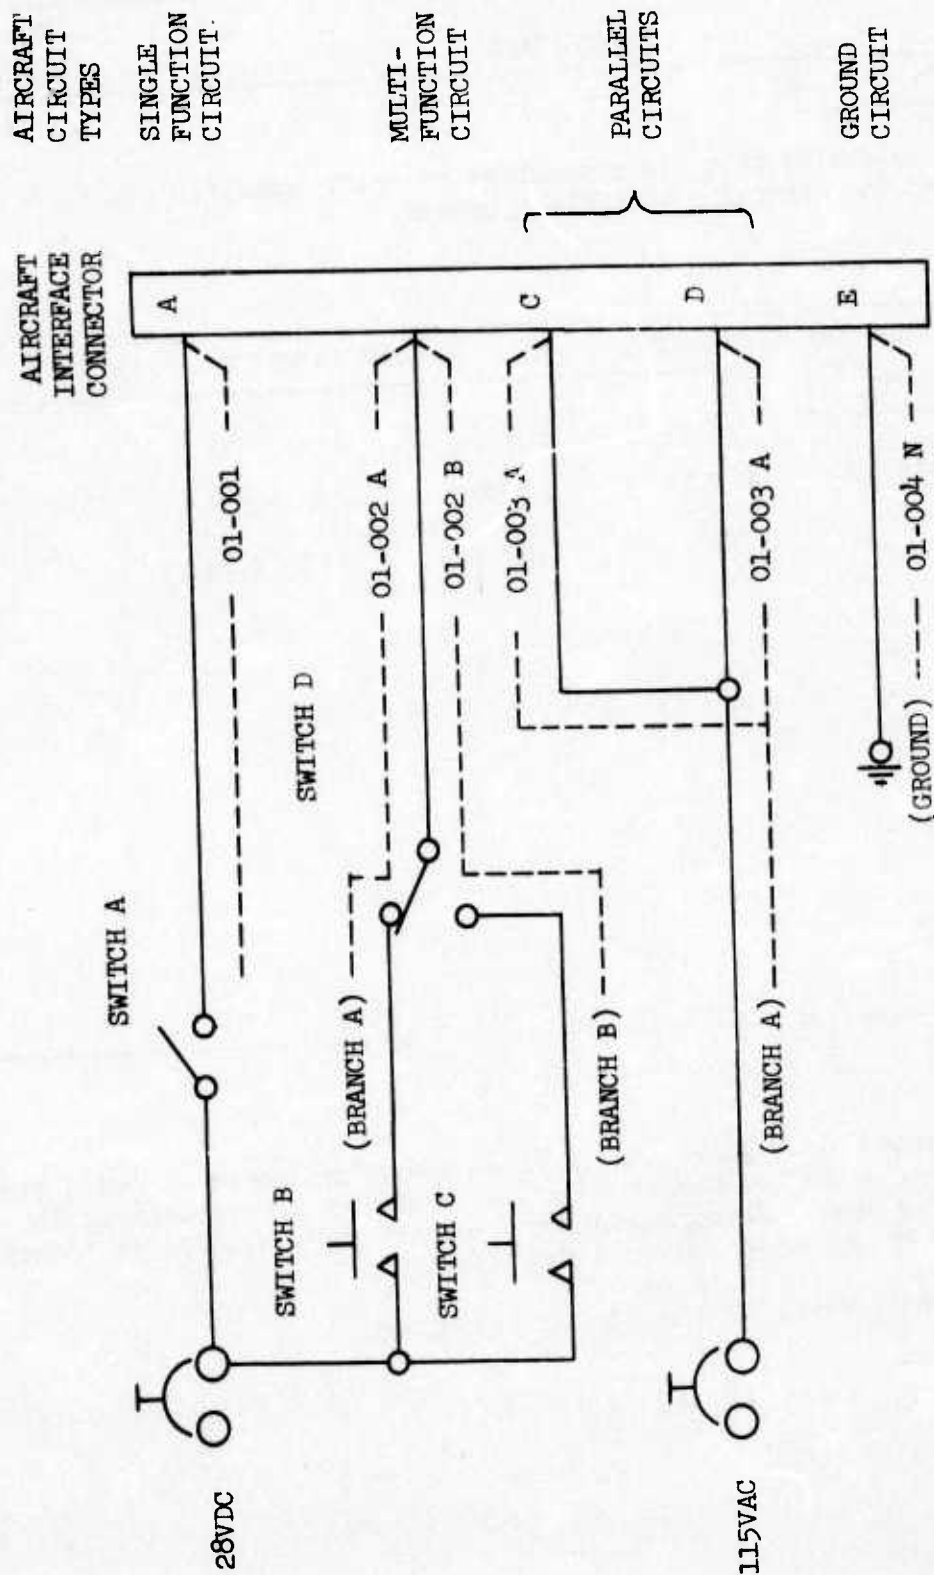 AIRCRAFT
CIRCUIT
TYPES
AIRCRAFT
INTERFACE
CONNECTOR
SINGLE
FUNCTION
CIRCUIT
MULTI-
FUNCTION
CIRCUIT
PARALLEL
CIRCUITS
GROUND
CIRCUIT
A
C
D
E
01-001
01-002 A
01-002 B
01-003 A
01-003 A
(GROUND) 01-004 N
SWITCH A
SWITCH D
(BRANCH A)
(BRANCH B)
(BRANCH A)
SWITCH B
SWITCH C
28VDC
115VAC